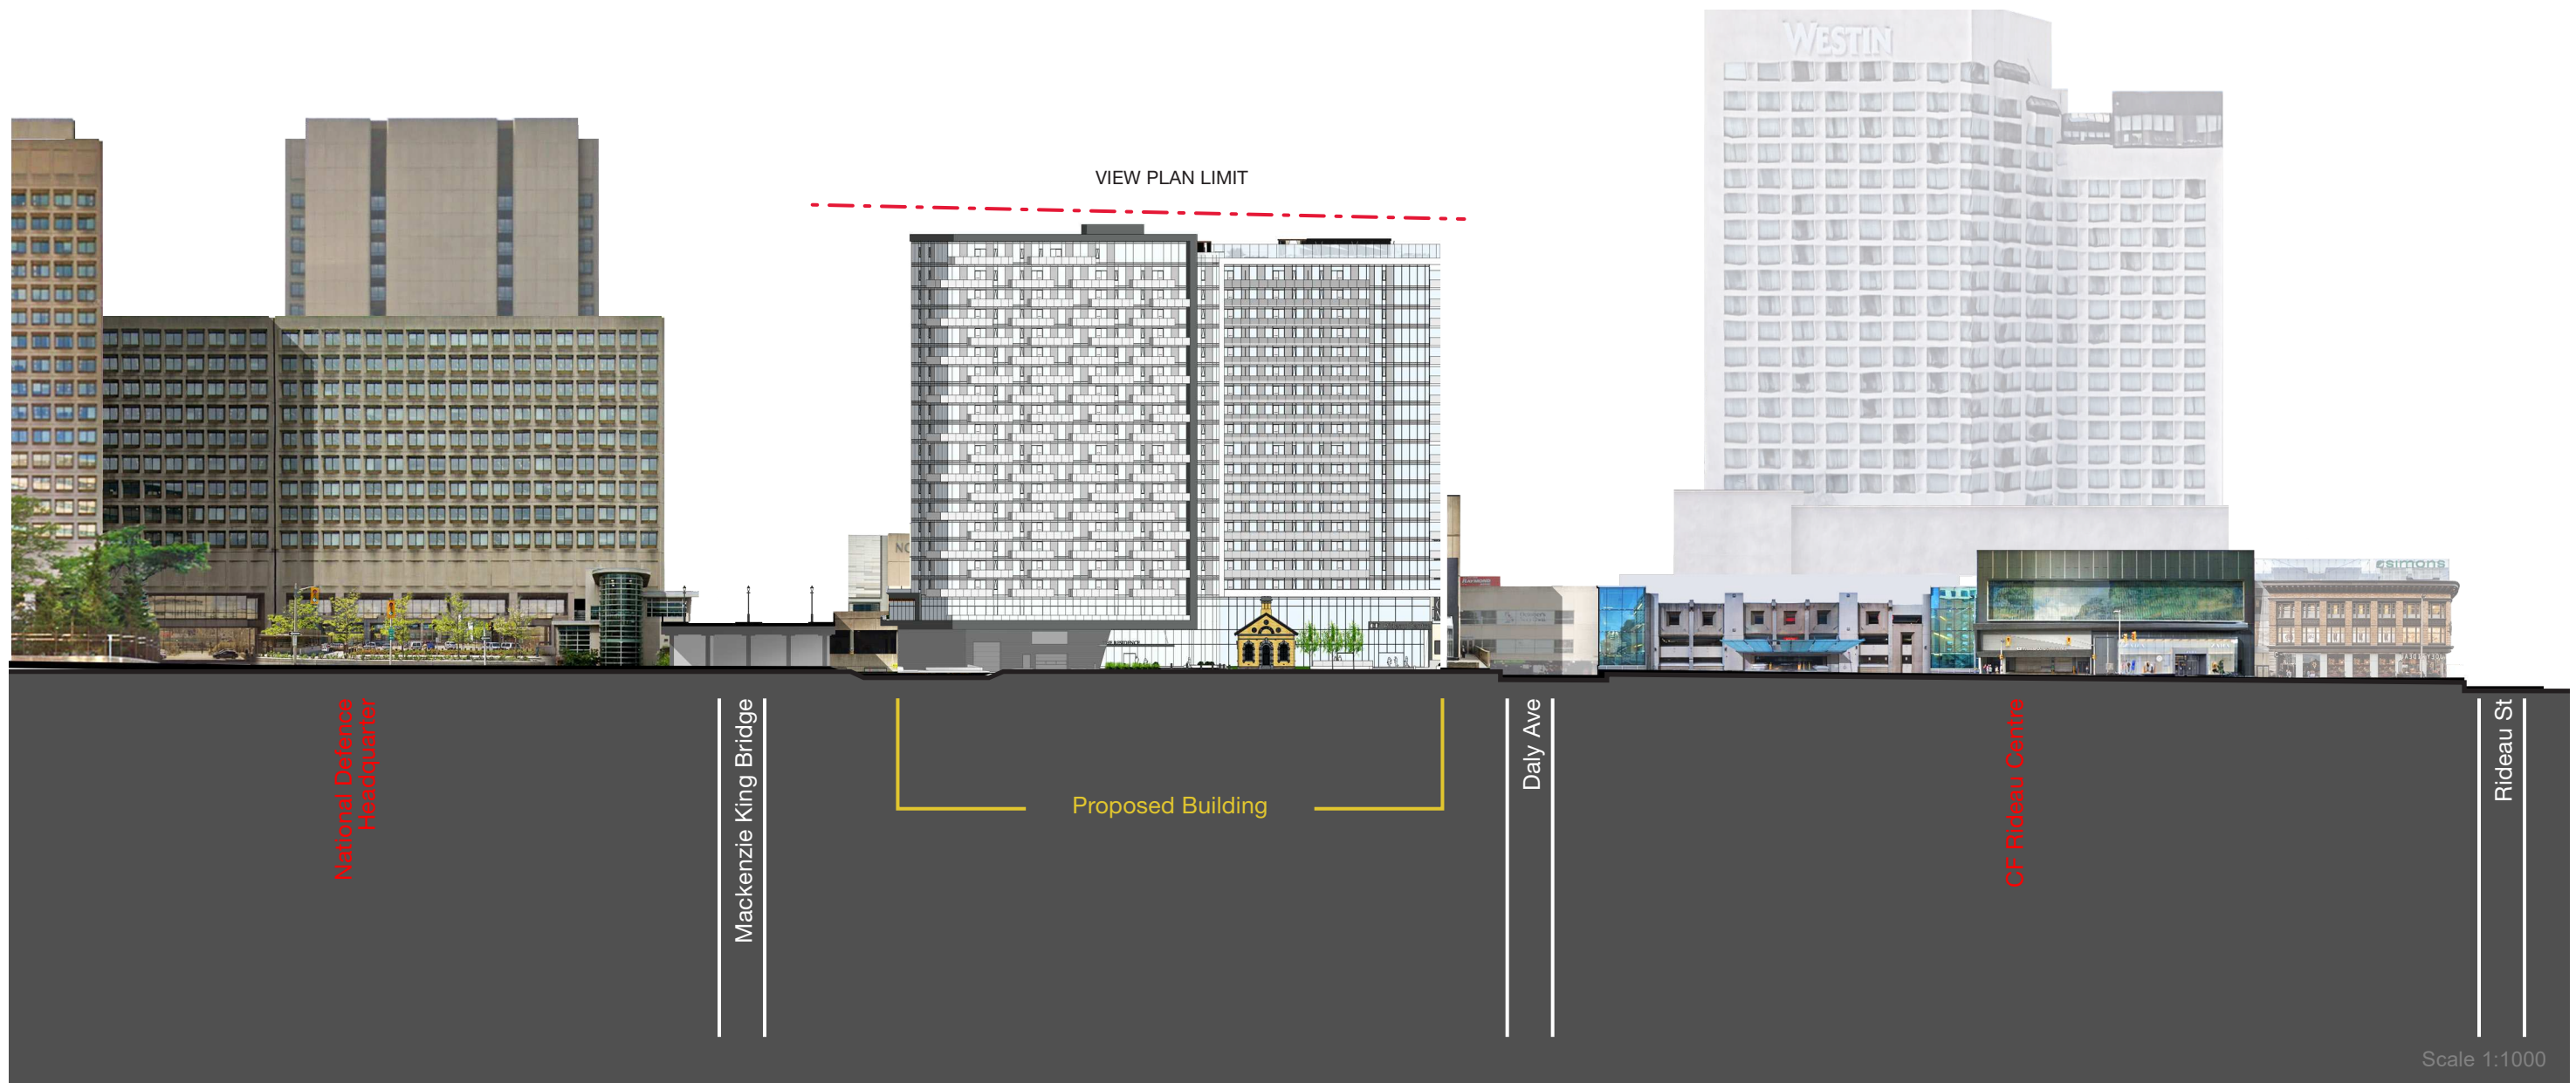 WESTIN
VIEW PLAN LIMIT
NO
simons
National Defence
Headquarter
Mackenzie King Bridge
Proposed Building
Daly Ave
CF Rideau Centre
Rideau St
Scale 1:1000